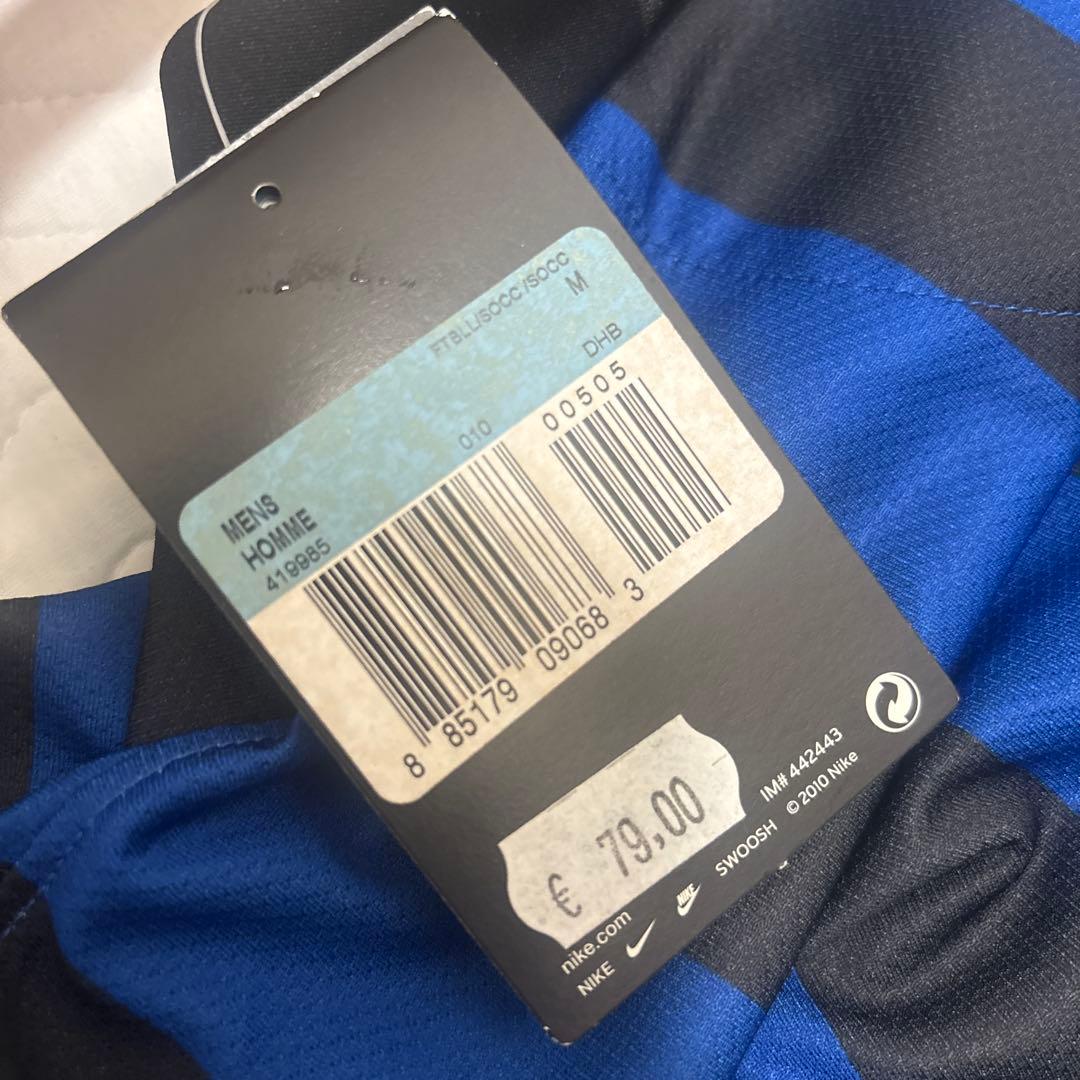 FTBLL/SOCC /SOCC
M
DHB
MENS
HOMME
419985
010
00505
8 85179 09068 3
€ 79,00
IM# 442443
nike.com
NIKE NIKE SWOOSH © 2010 Nike